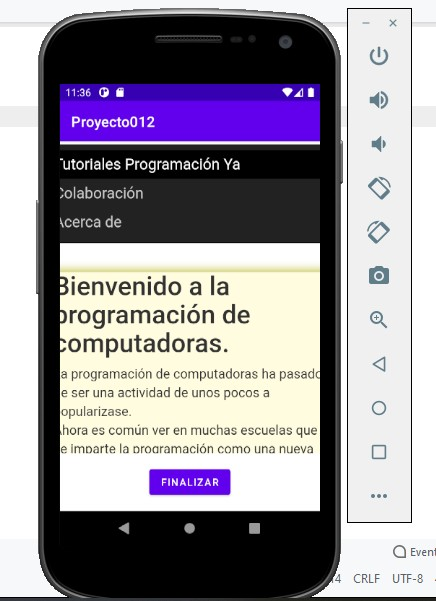 11:36
Proyecto012
Tutoriales Programación Ya
Colaboración
Acerca de
Bienvenido a la
programación de
computadoras.
a programación de computadoras ha pasado
de ser una actividad de unos pocos a
popularizase.
Ahora es común ver en muchas escuelas que
se imparte la programación como una nueva
FINALIZAR
Event
CRLF UTF-8